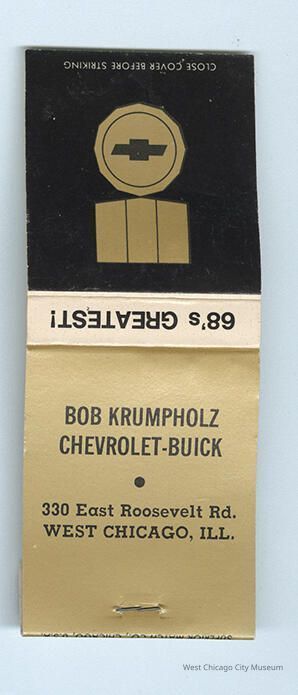 CLOSE COVER BEFORE STRIKING
68's GREATEST!
BOB KRUMPHOLZ
CHEVROLET-BUICK
330 East Roosevelt Rd.
WEST CHICAGO, ILL.
West Chicago City Museum